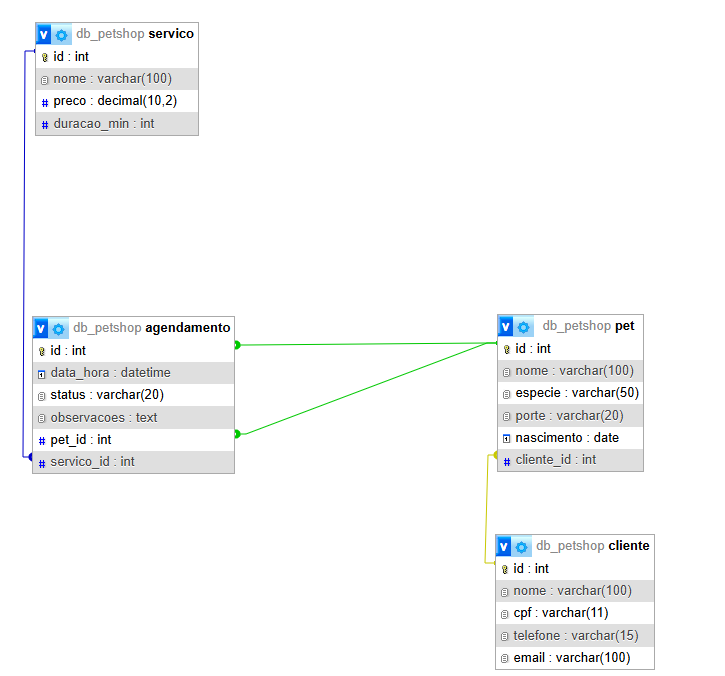 db_petshop servico
id : int
nome : varchar(100)
preco : decimal(10,2)
duracao_min : int
db_petshop agendamento
id : int
data_hora : datetime
status : varchar(20)
observacoes : text
pet_id : int
servico_id : int
db_petshop pet
id : int
nome : varchar(100)
especie : varchar(50)
porte : varchar(20)
nascimento : date
cliente_id : int
db_petshop cliente
id : int
nome : varchar(100)
cpf : varchar(11)
telefone : varchar(15)
email : varchar(100)